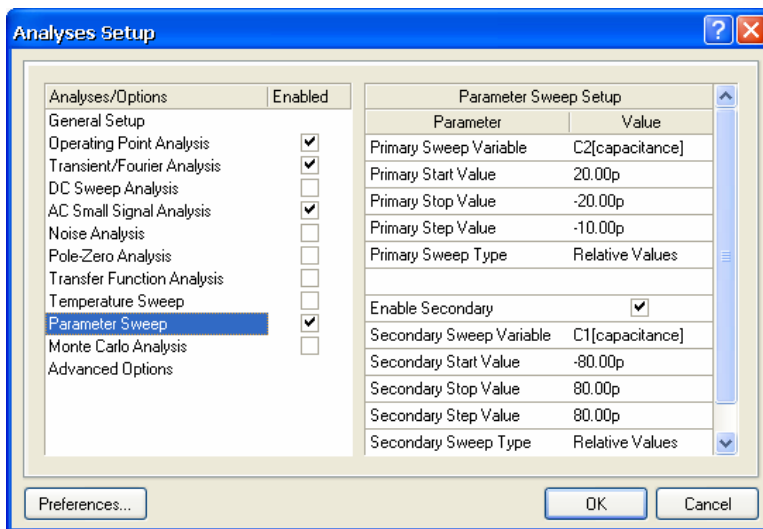 Analyses Setup
Analyses/Options Enabled
General Setup
Operating Point Analysis
Transient/Fourier Analysis
DC Sweep Analysis
AC Small Signal Analysis
Noise Analysis
Pole-Zero Analysis
Transfer Function Analysis
Temperature Sweep
Parameter Sweep
Monte Carlo Analysis
Advanced Options
Parameter Sweep Setup
Parameter Value
Primary Sweep Variable C2[capacitance]
Primary Start Value 20.00p
Primary Stop Value -20.00p
Primary Step Value -10.00p
Primary Sweep Type Relative Values
Enable Secondary
Secondary Sweep Variable C1[capacitance]
Secondary Start Value -80.00p
Secondary Stop Value 80.00p
Secondary Step Value 80.00p
Secondary Sweep Type Relative Values
Preferences... OK Cancel